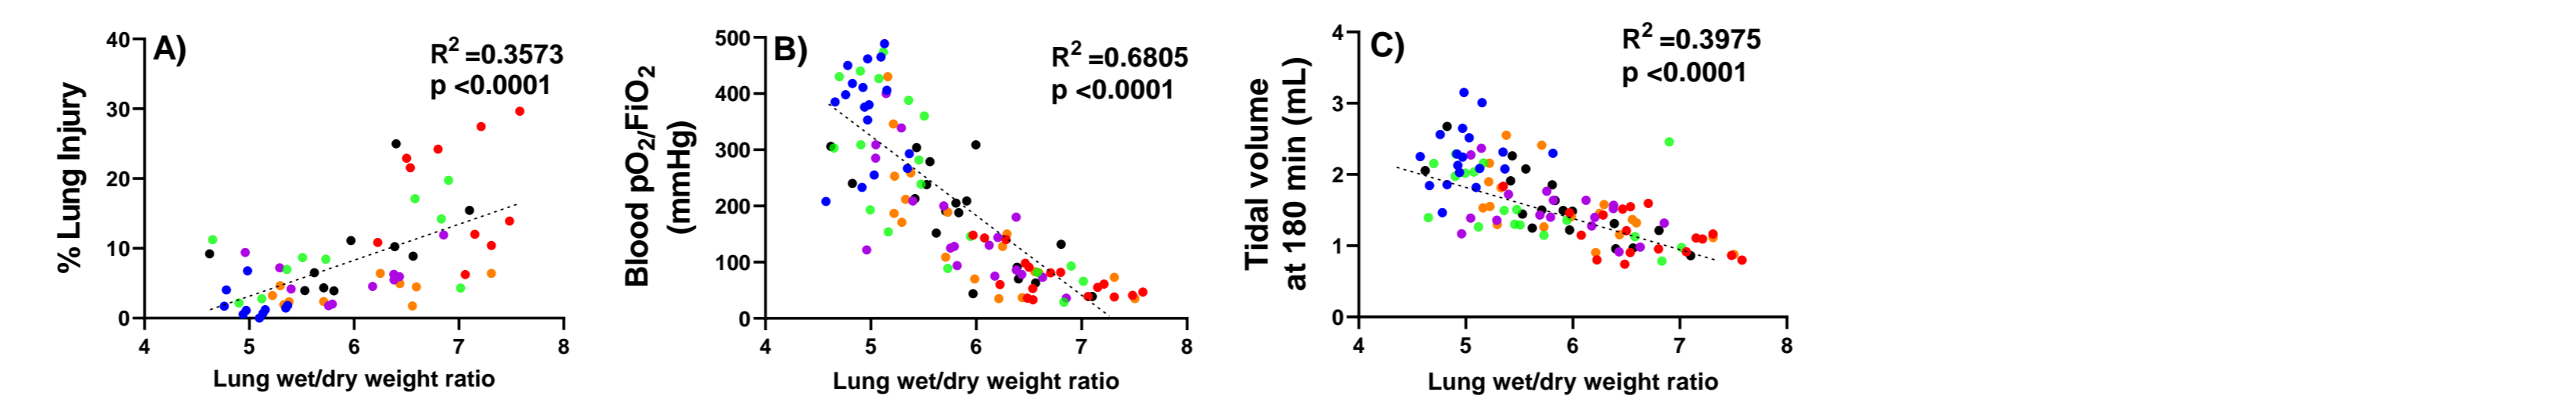 A)
R2 =0.3573
p <0.0001
% Lung Injury
40
30
20
10
0
4 5 6 7 8
Lung wet/dry weight ratio
B)
R2 =0.6805
p <0.0001
Blood pO2/FiO2
(mmHg)
500
400
300
200
100
0
4 5 6 7 8
Lung wet/dry weight ratio
C)
R2 =0.3975
p <0.0001
Tidal volume
at 180 min (mL)
4
3
2
1
0
4 5 6 7 8
Lung wet/dry weight ratio